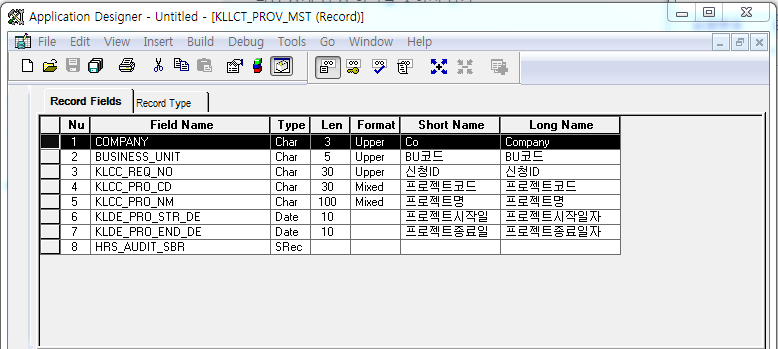 Application Designer - Untitled - [KLLCT_PROV_MST (Record)]
File Edit View Insert Build Debug Tools Go Window Help
Record Fields Record Type
Nu Field Name Type Len Format Short Name Long Name
1 COMPANY Char 3 Upper Co Company
2 BUSINESS_UNIT Char 5 Upper BU코드 BU코드
3 KLCC_REQ_NO Char 30 Upper 신청ID 신청ID
4 KLCC_PRO_CD Char 30 Mixed 프로젝트코드 프로젝트코드
5 KLCC_PRO_NM Char 100 Mixed 프로젝트명 프로젝트명
6 KLDE_PRO_STR_DE Date 10 프로젝트시작일 프로젝트시작일자
7 KLDE_PRO_END_DE Date 10 프로젝트종료일 프로젝트종료일자
8 HRS_AUDIT_SBR SRec